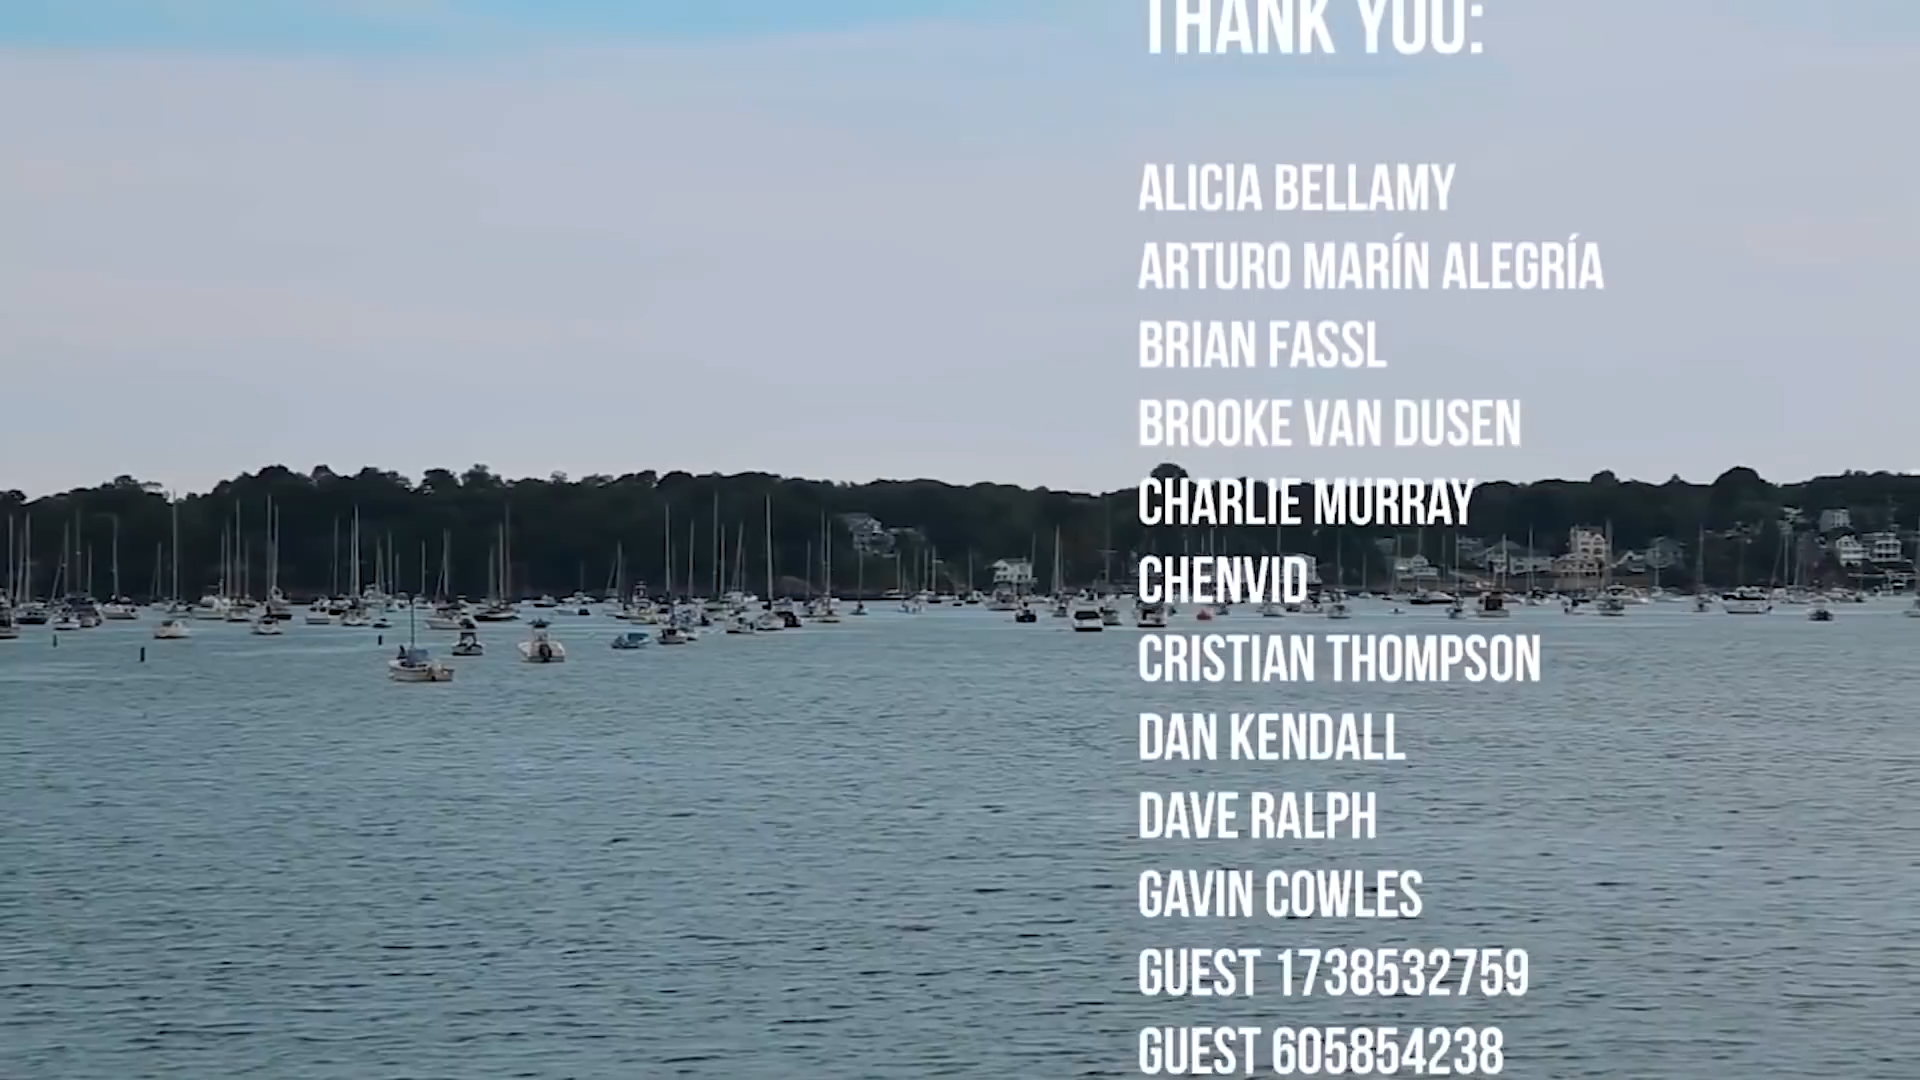 THANK YOU:
ALICIA BELLAMY
ARTURO MARÍN ALEGRÍA
BRIAN FASSL
BROOKE VAN DUSEN
CHARLIE MURRAY
CHENVID
CRISTIAN THOMPSON
DAN KENDALL
DAVE RALPH
GAVIN COWLES
GUEST 1738532759
GUEST 605854238